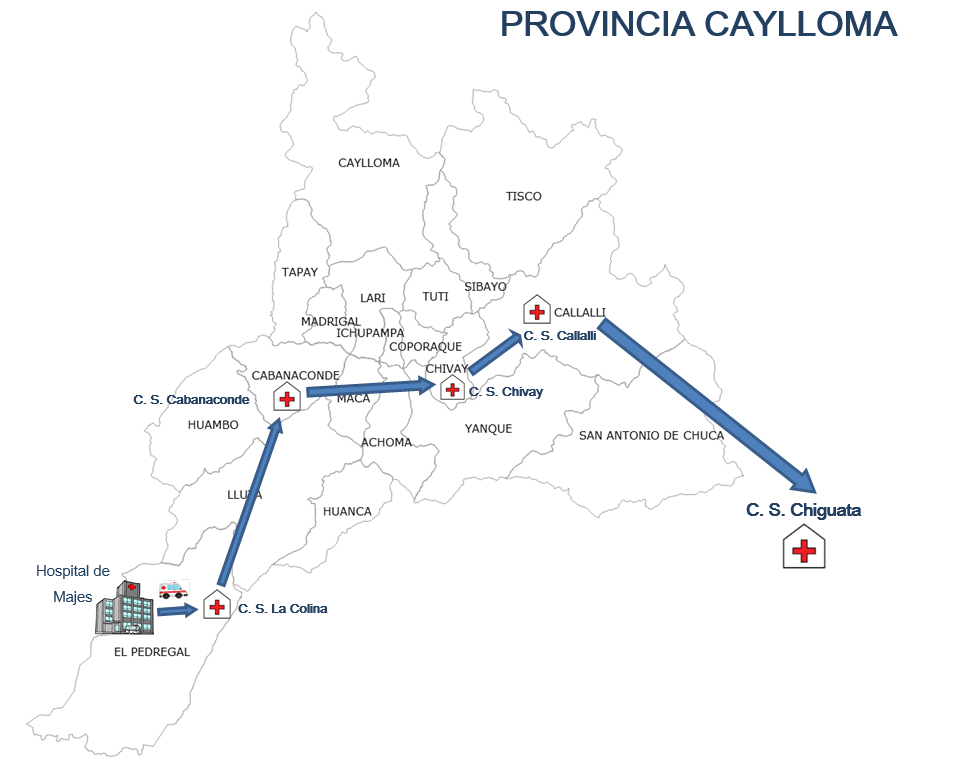 PROVINCIA CAYLLOMA
CAYLLOMA
TISCO
TAPAY
LARI
TUTI
SIBAYO
CALLALLI
MADRIGAL
ICHUPAMPA
C. S. Callalli
COPORAQUE
CHIVAY
CABANACONDE
C. S. Cabanaconde
MACA
C. S. Chivay
HUAMBO
YANQUE
SAN ANTONIO DE CHUCA
ACHOMA
LLUTA
HUANCA
C. S. Chiguata
Hospital de
Majes
C. S. La Colina
EL PEDREGAL